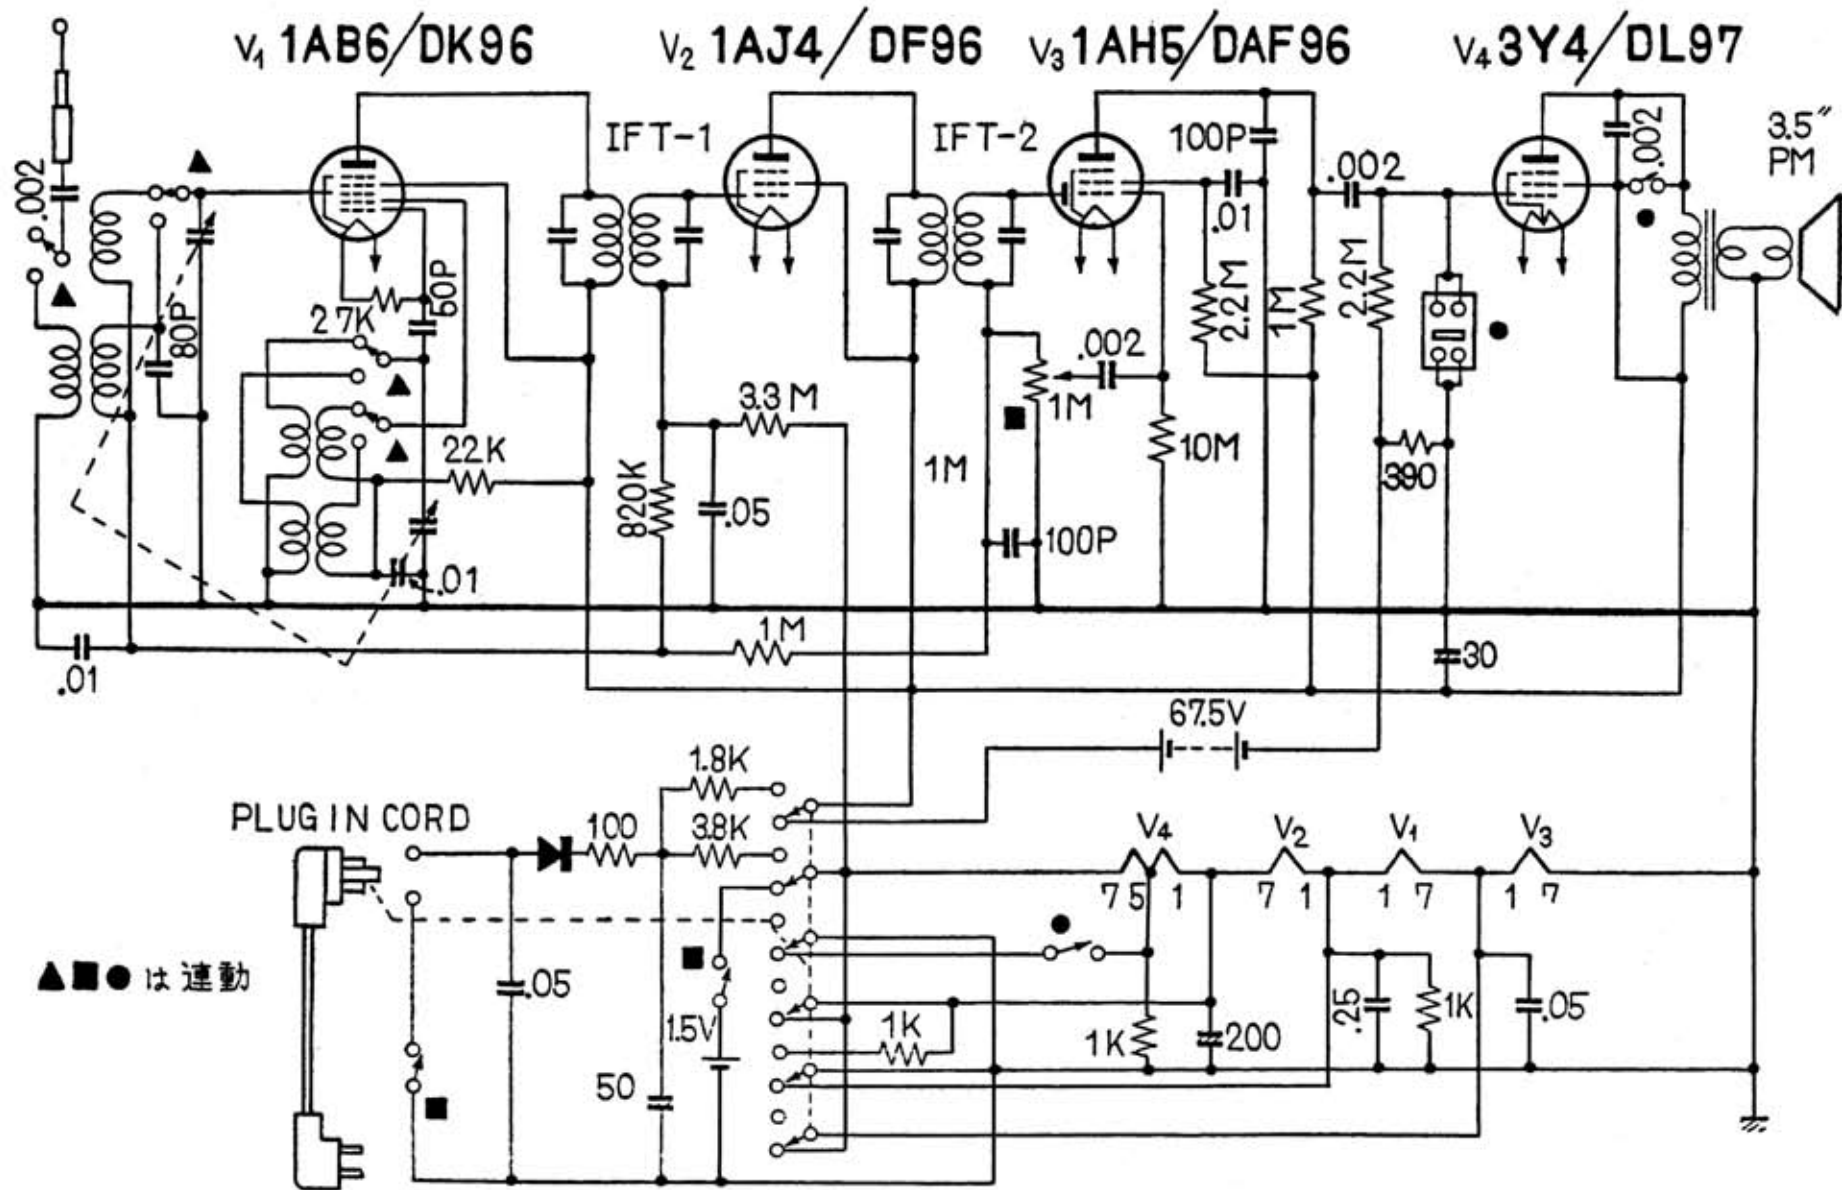 V₁ 1AB6/DK96
V₂ 1AJ4/DF96
V₃ 1AH5/DAF96
V₄ 3Y4/DL97
3.5″
PM
IFT-1
IFT-2
100P
.002
.002
.002
.01
80P
27K
50P
2.2M
1M
2.2M
.002
1M
3.3M
22K
820K
.05
1M
10M
390
100P
.01
1M
.01
30
67.5V
1.8K
PLUG IN CORD
100
3.8K
V₄
V₂
V₁
V₃
7 5 1
7 1
1 7
1 7
▲■●は連動
.05
1.5V
1K
1K
200
.25
1K
.05
50